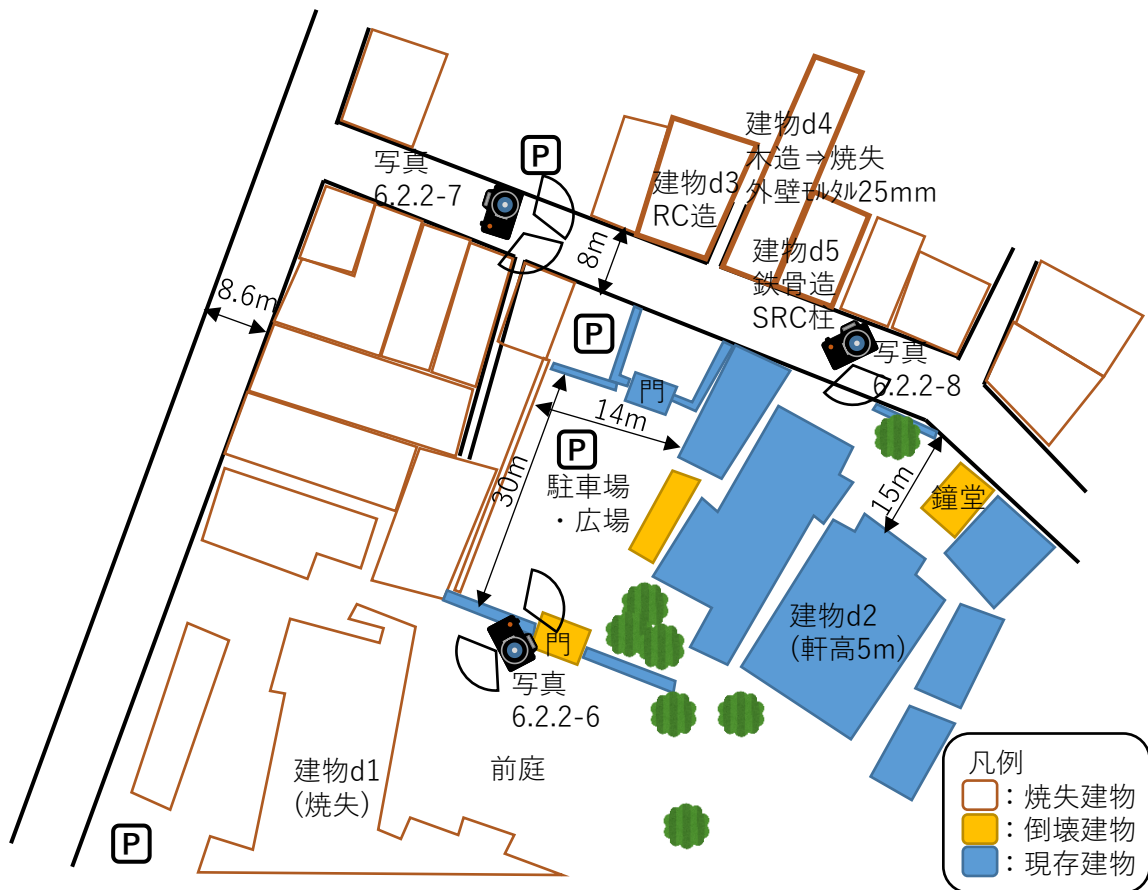 P
写真
6.2.2-7
建物d4
木造⇒焼失
外壁ﾓﾙﾀﾙ25mm
建物d3
RC造
8m
建物d5
鉄骨造
SRC柱
8.6m
P
写真
6.2.2-8
門
14m
P
30m
駐車場
・広場
15m
鐘堂
建物d2
(軒高5m)
門
写真
6.2.2-6
前庭
建物d1
(焼失)
P
凡例
：焼失建物
：倒壊建物
：現存建物